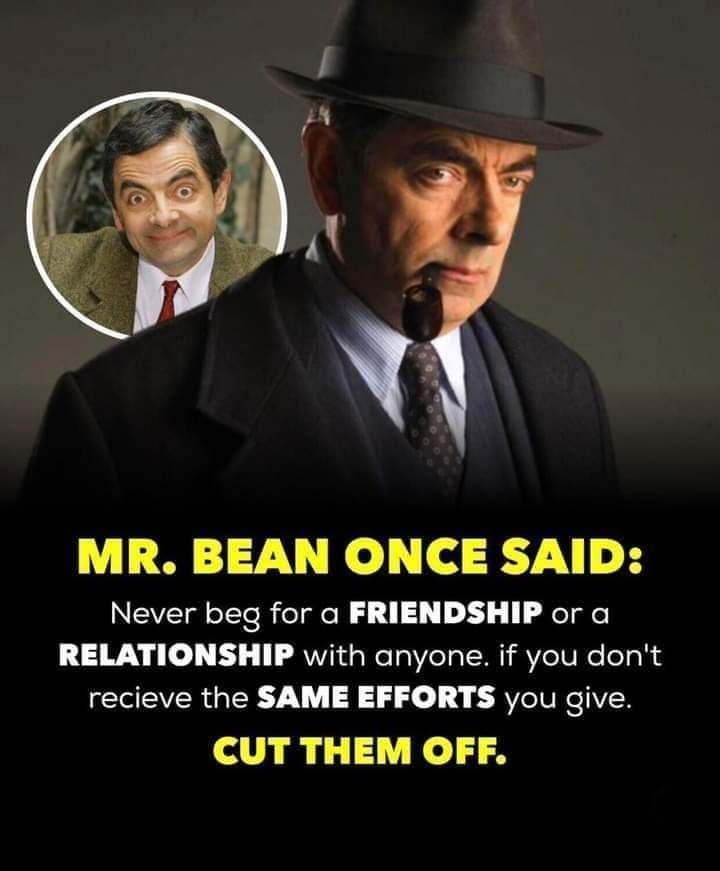 MR. BEAN ONCE SAID:
Never beg for a FRIENDSHIP or a
RELATIONSHIP with anyone. if you don't
recieve the SAME EFFORTS you give.
CUT THEM OFF.